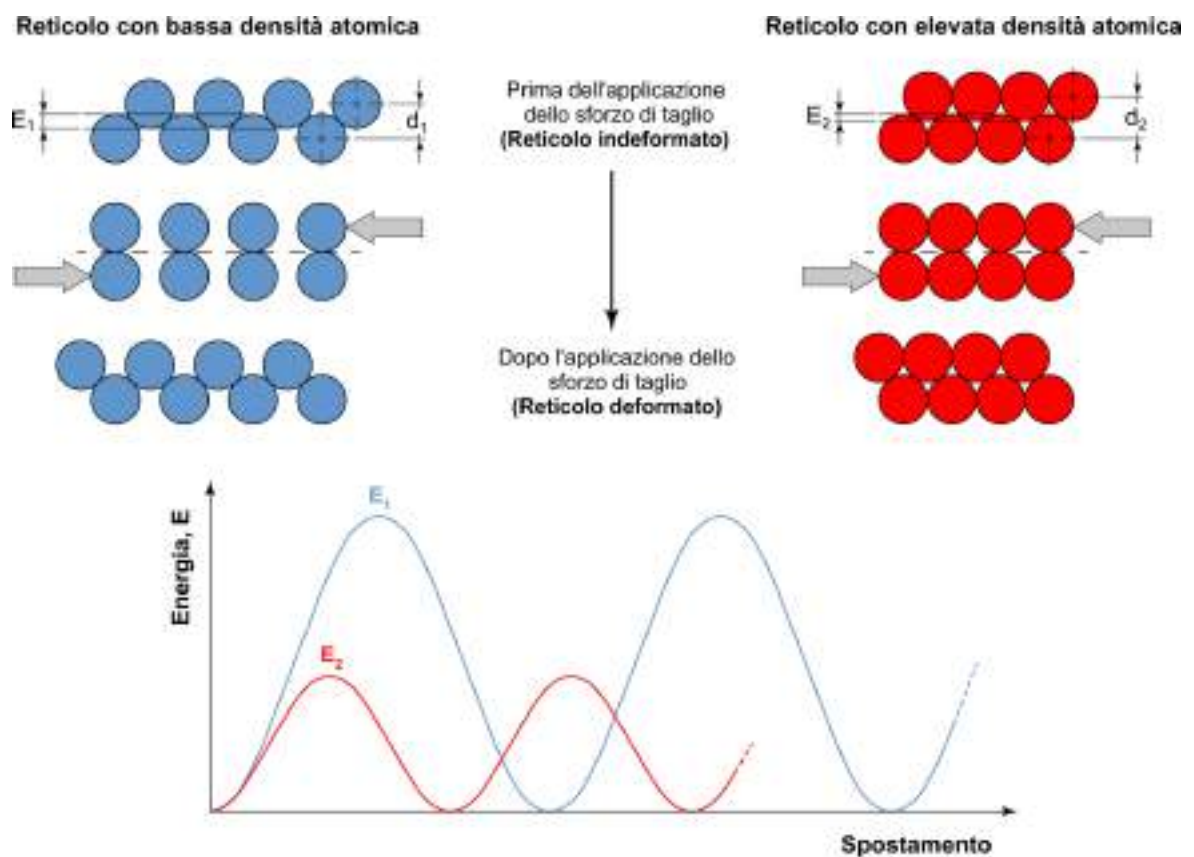 Reticolo con bassa densità atomica
Reticolo con elevata densità atomica
E₁
d₁
Prima dell'applicazione
dello sforzo di taglio
(Reticolo indeformato)
E₂
d₂
Dopo l'applicazione dello
sforzo di taglio
(Reticolo deformato)
Energia, E
E₁
E₂
Spostamento